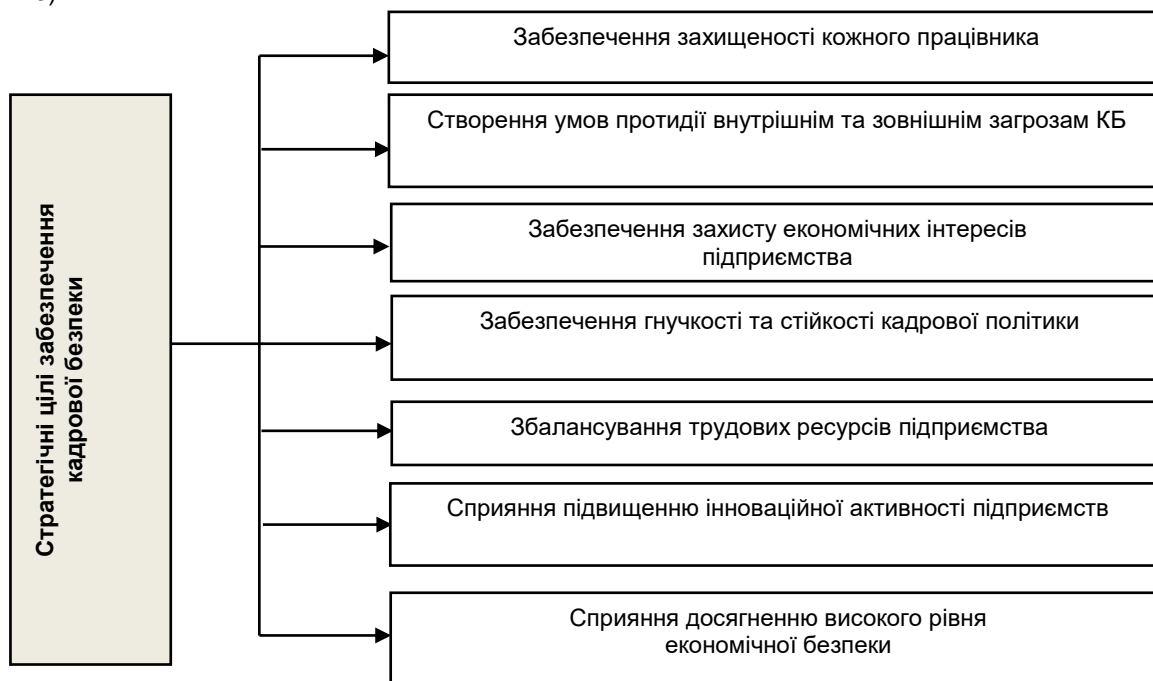 Забезпечення захищеності кожного працівника
Створення умов протидії внутрішнім та зовнішнім загрозам КБ
Забезпечення захисту економічних інтересів
підприємства
Стратегічні цілі забезпечення
кадрової безпеки
Забезпечення гнучкості та стійкості кадрової політики
Збалансування трудових ресурсів підприємства
Сприяння підвищенню інноваційної активності підприємств
Сприяння досягненню високого рівня
економічної безпеки